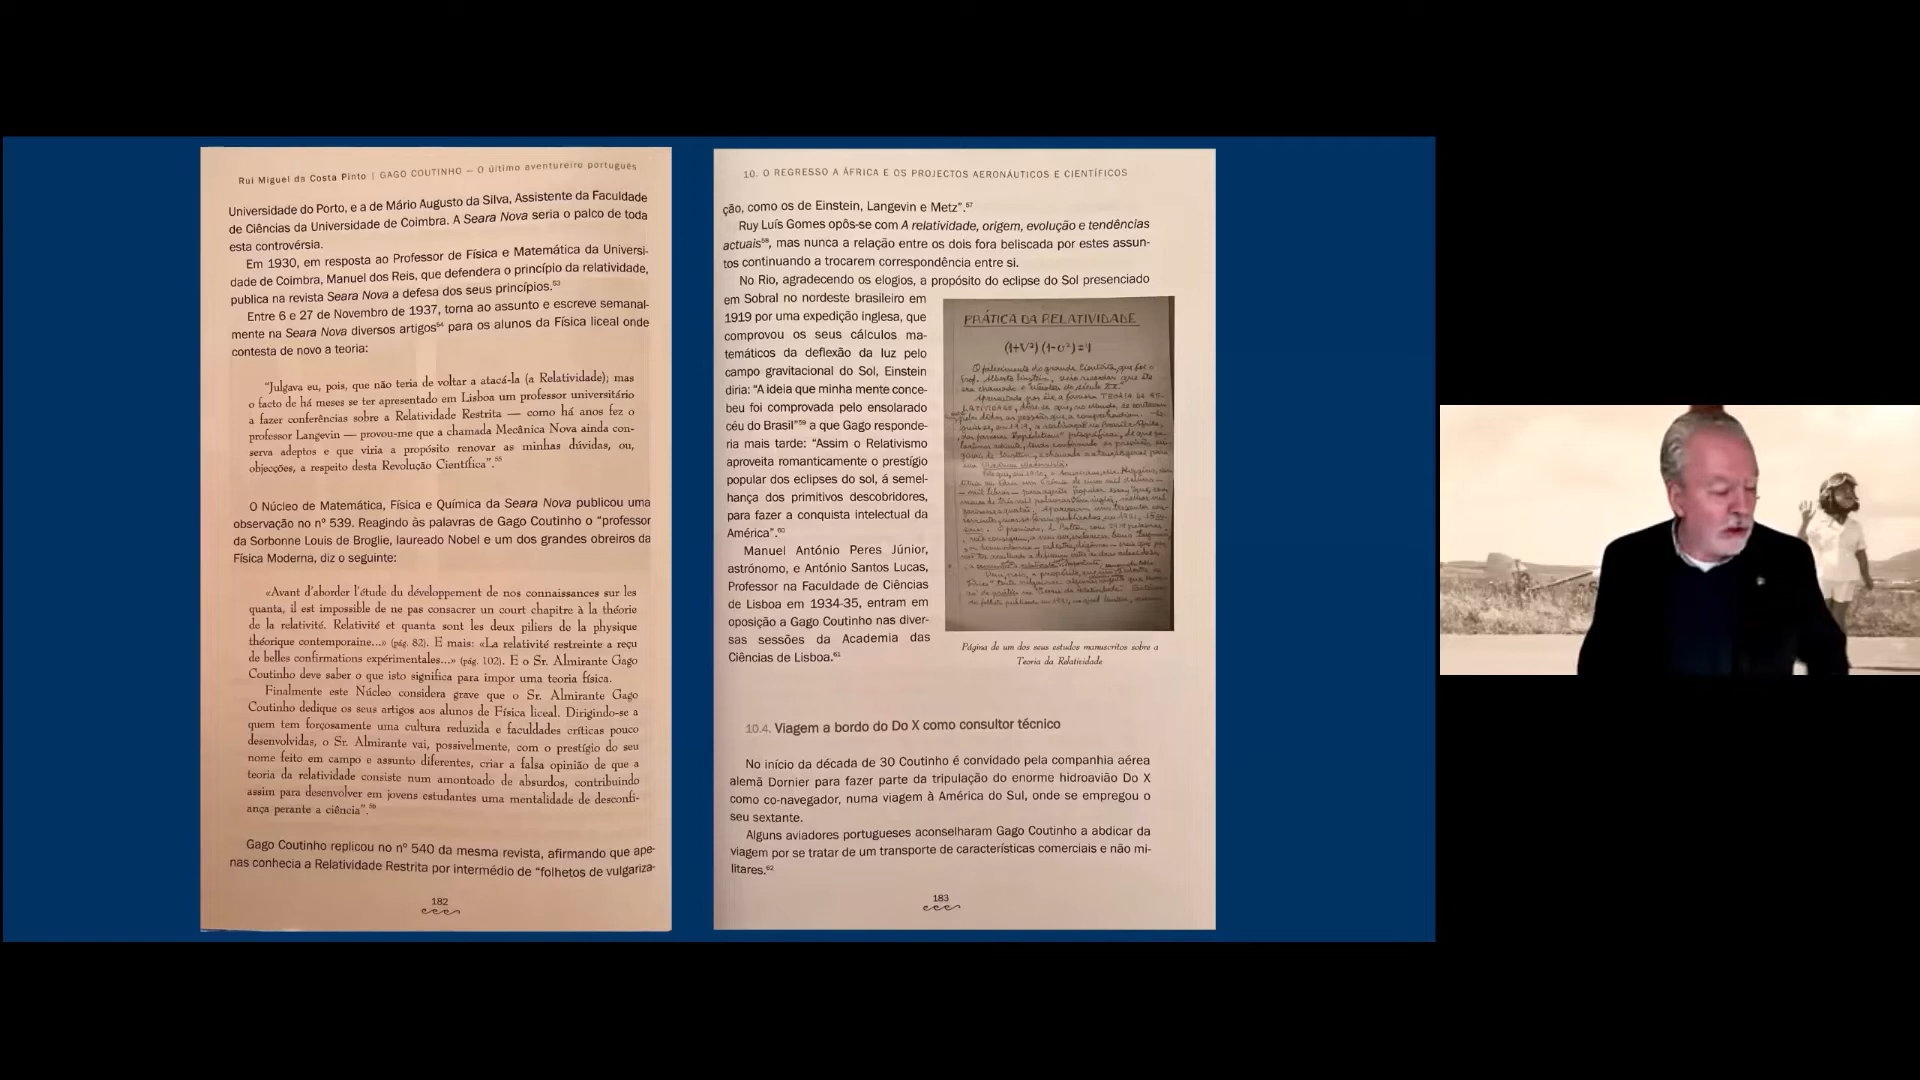 Rui Miguel da Costa Pinto | GAGO COUTINHO — O último aventureiro português
Universidade do Porto, e a de Mário Augusto da Silva, Assistente da Faculdade
de Ciências da Universidade de Coimbra. A Seara Nova seria o palco de toda
esta controvérsia.
Em 1930, em resposta ao Professor de Física e Matemática da Universi-
dade de Coimbra, Manuel dos Reis, que defendera o princípio da relatividade,
publica na revista Seara Nova a defesa dos seus princípios.53
Entre 6 e 27 de Novembro de 1937, torna ao assunto e escreve semanal-
mente na Seara Nova diversos artigos54 para os alunos da Física liceal onde
contesta de novo a teoria:
“Julgava eu, pois, que não teria de voltar a atacá-la (a Relatividade); mas
o facto de há meses se ter apresentado em Lisboa um professor universitário
a fazer conferências sobre a Relatividade Restrita — como há anos fez o
professor Langevin — provou-me que a chamada Mecânica Nova ainda con-
serva adeptos e que viria a propósito renovar as minhas dúvidas, ou,
objecções, a respeito desta Revolução Científica”.55
O Núcleo de Matemática, Física e Química da Seara Nova publicou uma
observação no nº 539. Reagindo às palavras de Gago Coutinho o “professor
da Sorbonne Louis de Broglie, laureado Nobel e um dos grandes obreiros da
Física Moderna, diz o seguinte:
«Avant d’aborder l’étude du développement de nos connaissances sur les
quanta, il est impossible de ne pas consacrer un court chapitre à la théorie
de la relativité. Relativité et quanta sont les deux piliers de la physique
théorique contemporaine...» (pág. 82). E mais: «La relativité restreinte a reçu
de belles confirmations expérimentales...» (pág. 102). E o Sr. Almirante Gago
Coutinho deve saber o que isto significa para impor uma teoria física.
Finalmente este Núcleo considera grave que o Sr. Almirante Gago
Coutinho dedique os seus artigos aos alunos de Física liceal. Dirigindo-se a
quem tem forçosamente uma cultura reduzida e faculdades críticas pouco
desenvolvidas, o Sr. Almirante vai, possivelmente, com o prestígio do seu
nome feito em campo e assunto diferentes, criar a falsa opinião de que a
teoria da relatividade consiste num amontoado de absurdos, contribuindo
assim para desenvolver em jovens estudantes uma mentalidade de desconfi-
ança perante a ciência”.56
Gago Coutinho replicou no nº 540 da mesma revista, afirmando que ape-
nas conhecia a Relatividade Restrita por intermédio de “folhetos de vulgariza-
182
10. O REGRESSO A ÁFRICA E OS PROJECTOS AERONÁUTICOS E CIENTÍFICOS
ção, como os de Einstein, Langevin e Metz”.57
Ruy Luís Gomes opôs-se com A relatividade, origem, evolução e tendências
actuais58, mas nunca a relação entre os dois fora beliscada por estes assun-
tos continuando a trocarem correspondência entre si.
No Rio, agradecendo os elogios, a propósito do eclipse do Sol presenciado
em Sobral no nordeste brasileiro em
1919 por uma expedição inglesa, que
comprovou os seus cálculos ma-
temáticos da deflexão da luz pelo
campo gravitacional do Sol, Einstein
diria: “A ideia que minha mente conce-
beu foi comprovada pelo ensolarado
céu do Brasil”59 a que Gago responde-
ria mais tarde: “Assim o Relativismo
aproveita romanticamente o prestígio
popular dos eclipses do sol, á semel-
hança dos primitivos descobridores,
para fazer a conquista intelectual da
América”.60
Manuel António Peres Júnior,
astrónomo, e António Santos Lucas,
Professor na Faculdade de Ciências
de Lisboa em 1934-35, entram em
oposição a Gago Coutinho nas diver-
sas sessões da Academia das
Ciências de Lisboa.61
PRÁTICA DA RELATIVIDADE
Página de um dos seus estudos manuscritos sobre a
Teoria da Relatividade
10.4. Viagem a bordo do Do X como consultor técnico
No início da década de 30 Coutinho é convidado pela companhia aérea
alemã Dornier para fazer parte da tripulação do enorme hidroavião Do X
como co-navegador, numa viagem à América do Sul, onde se empregou o
seu sextante.
Alguns aviadores portugueses aconselharam Gago Coutinho a abdicar da
viagem por se tratar de um transporte de características comerciais e não mi-
litares.62
183